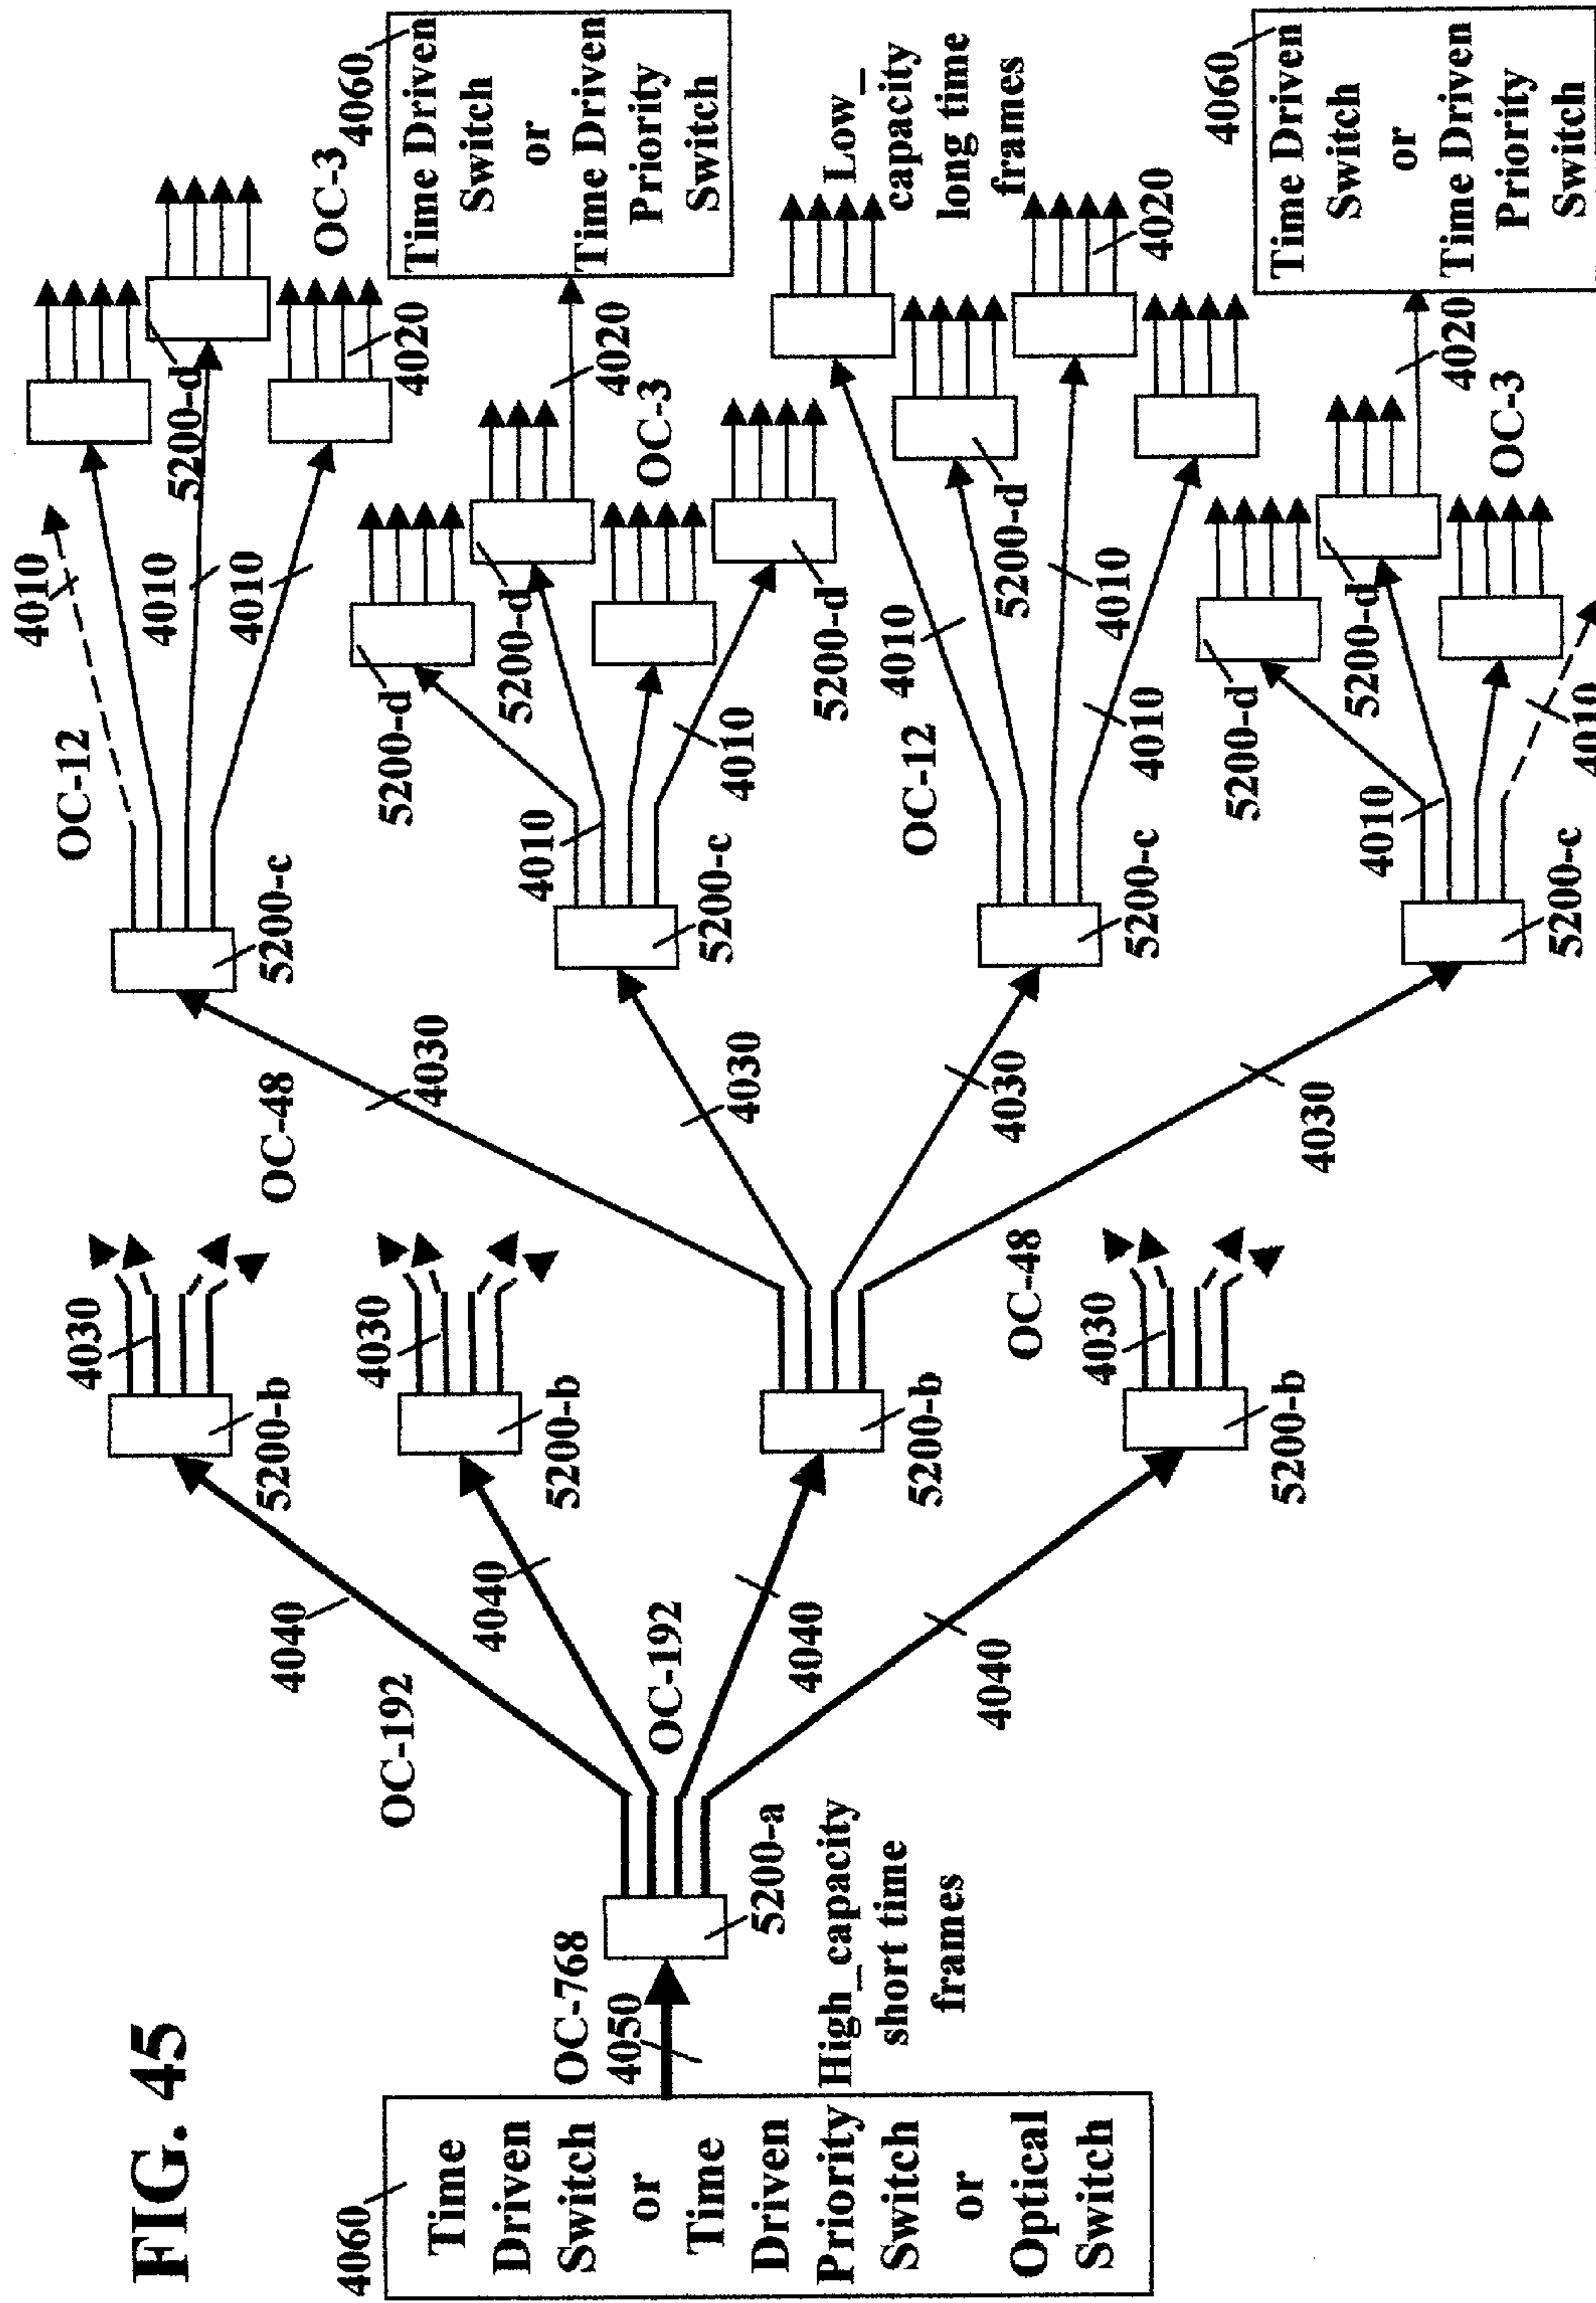 FIG. 45
4060
Time
Driven
Switch
or
Time
Driven
Priority
Switch
or
Optical
Switch
OC-768
4050
High_capacity
short time
frames
5200-a
OC-192
4040
4040
OC-192
4040
4040
4030
5200-b
4030
5200-b
5200-b
OC-48
4030
5200-b
OC-48
4030
4030
4030
4030
5200-c
5200-c
5200-c
5200-c
OC-12
4010
4010
4010
5200-d
4020
OC-3
4010
4010
5200-d
5200-d
5200-d
OC-3
4020
4060
Time Driven
Switch
or
Time Driven
Priority
Switch
OC-12
4010
4010
4010
5200-d
4020
Low_
capacity
long time
frames
4010
4010
5200-d
5200-d
OC-3
4020
4060
Time Driven
Switch
or
Time Driven
Priority
Switch